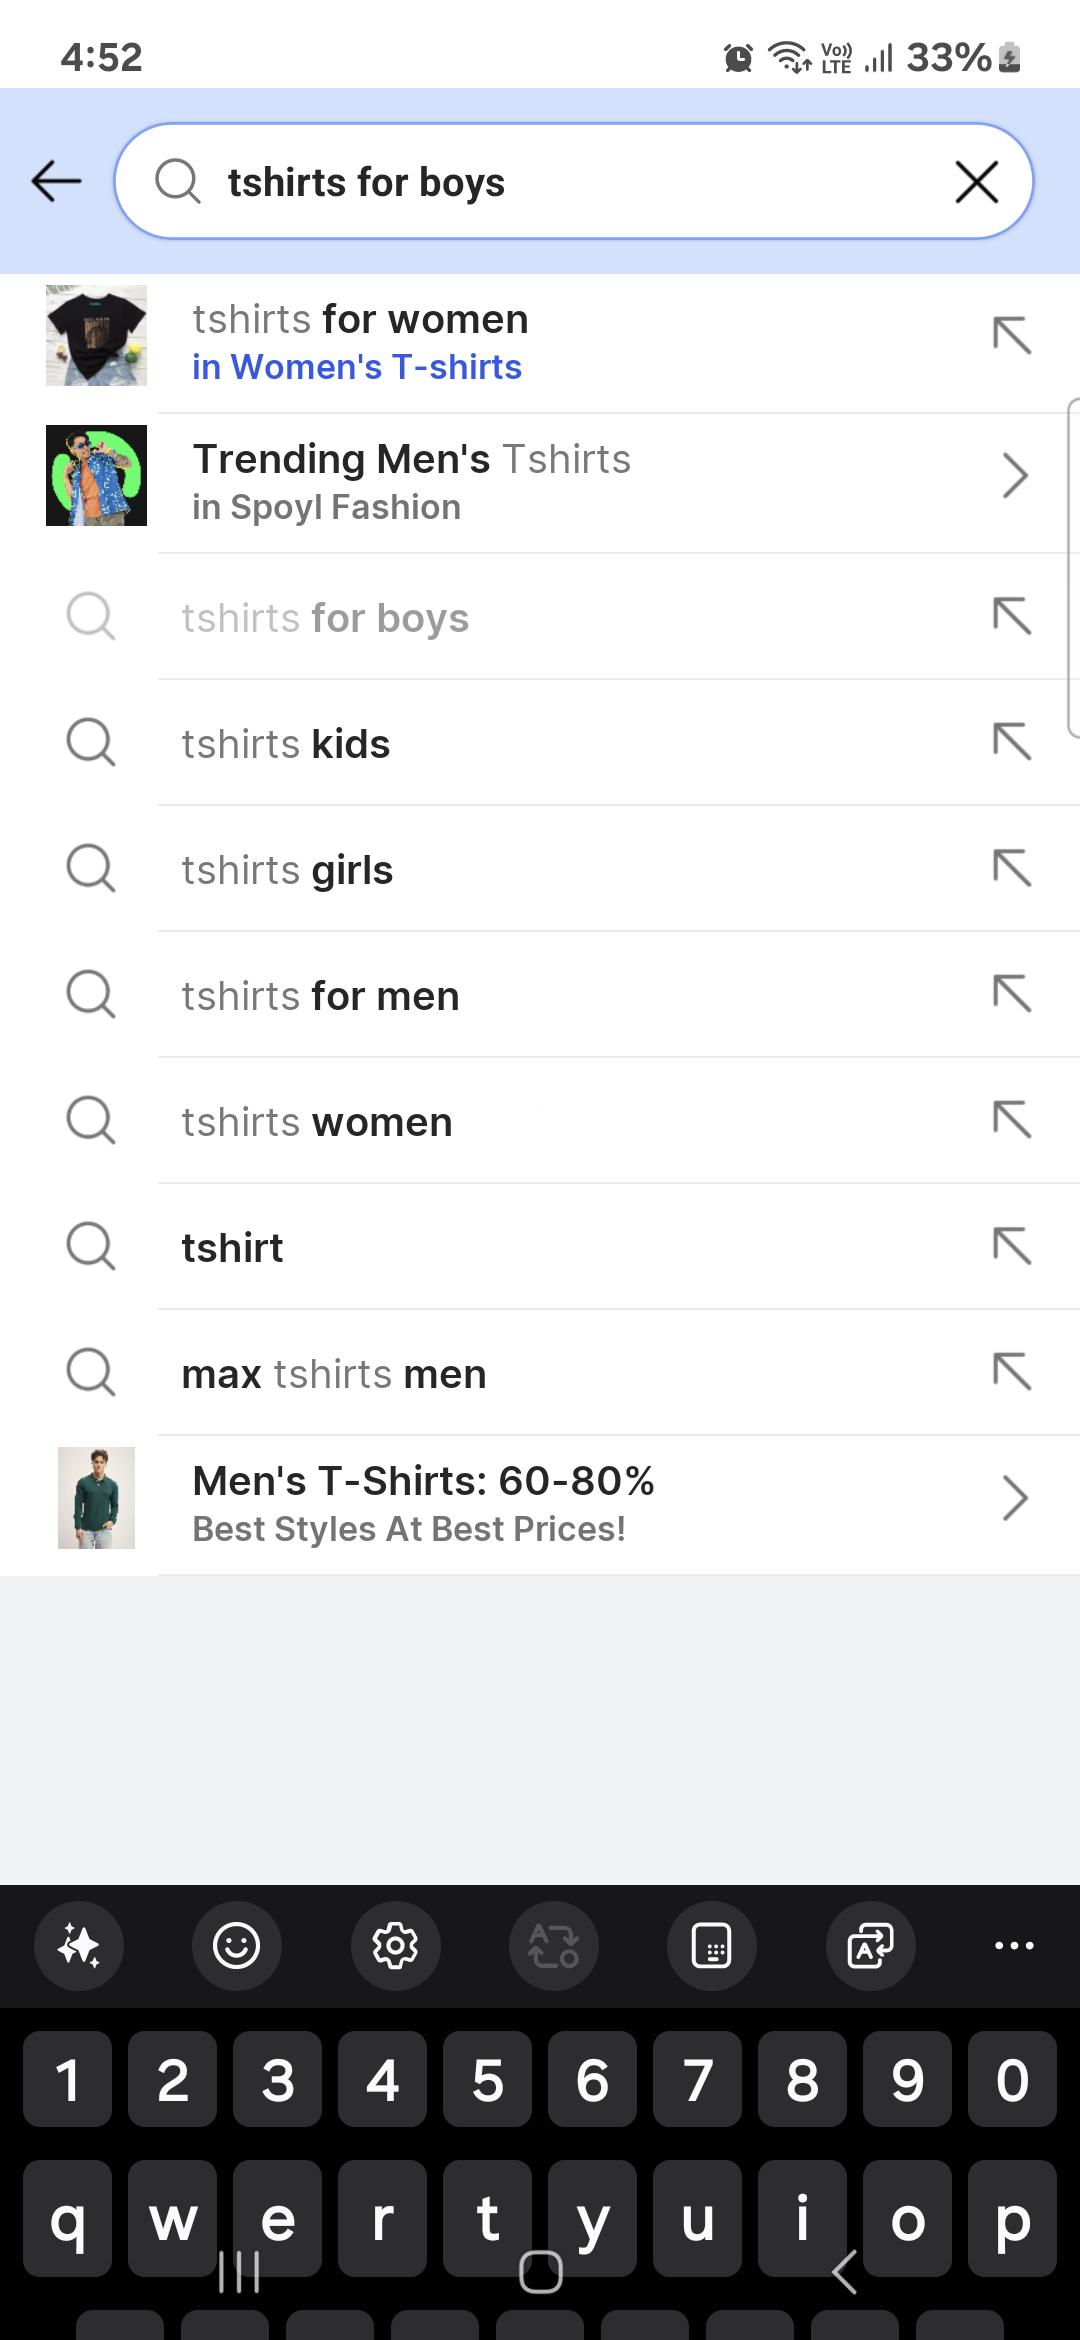 4:52
Vo)) LTE 33%
tshirts for boys
tshirts for women
in Women's T-shirts
Trending Men's Tshirts
in Spoyl Fashion
tshirts for boys
tshirts kids
tshirts girls
tshirts for men
tshirts women
tshirt
max tshirts men
Men's T-Shirts: 60-80%
Best Styles At Best Prices!
1 2 3 4 5 6 7 8 9 0
q w e r t y u i o p